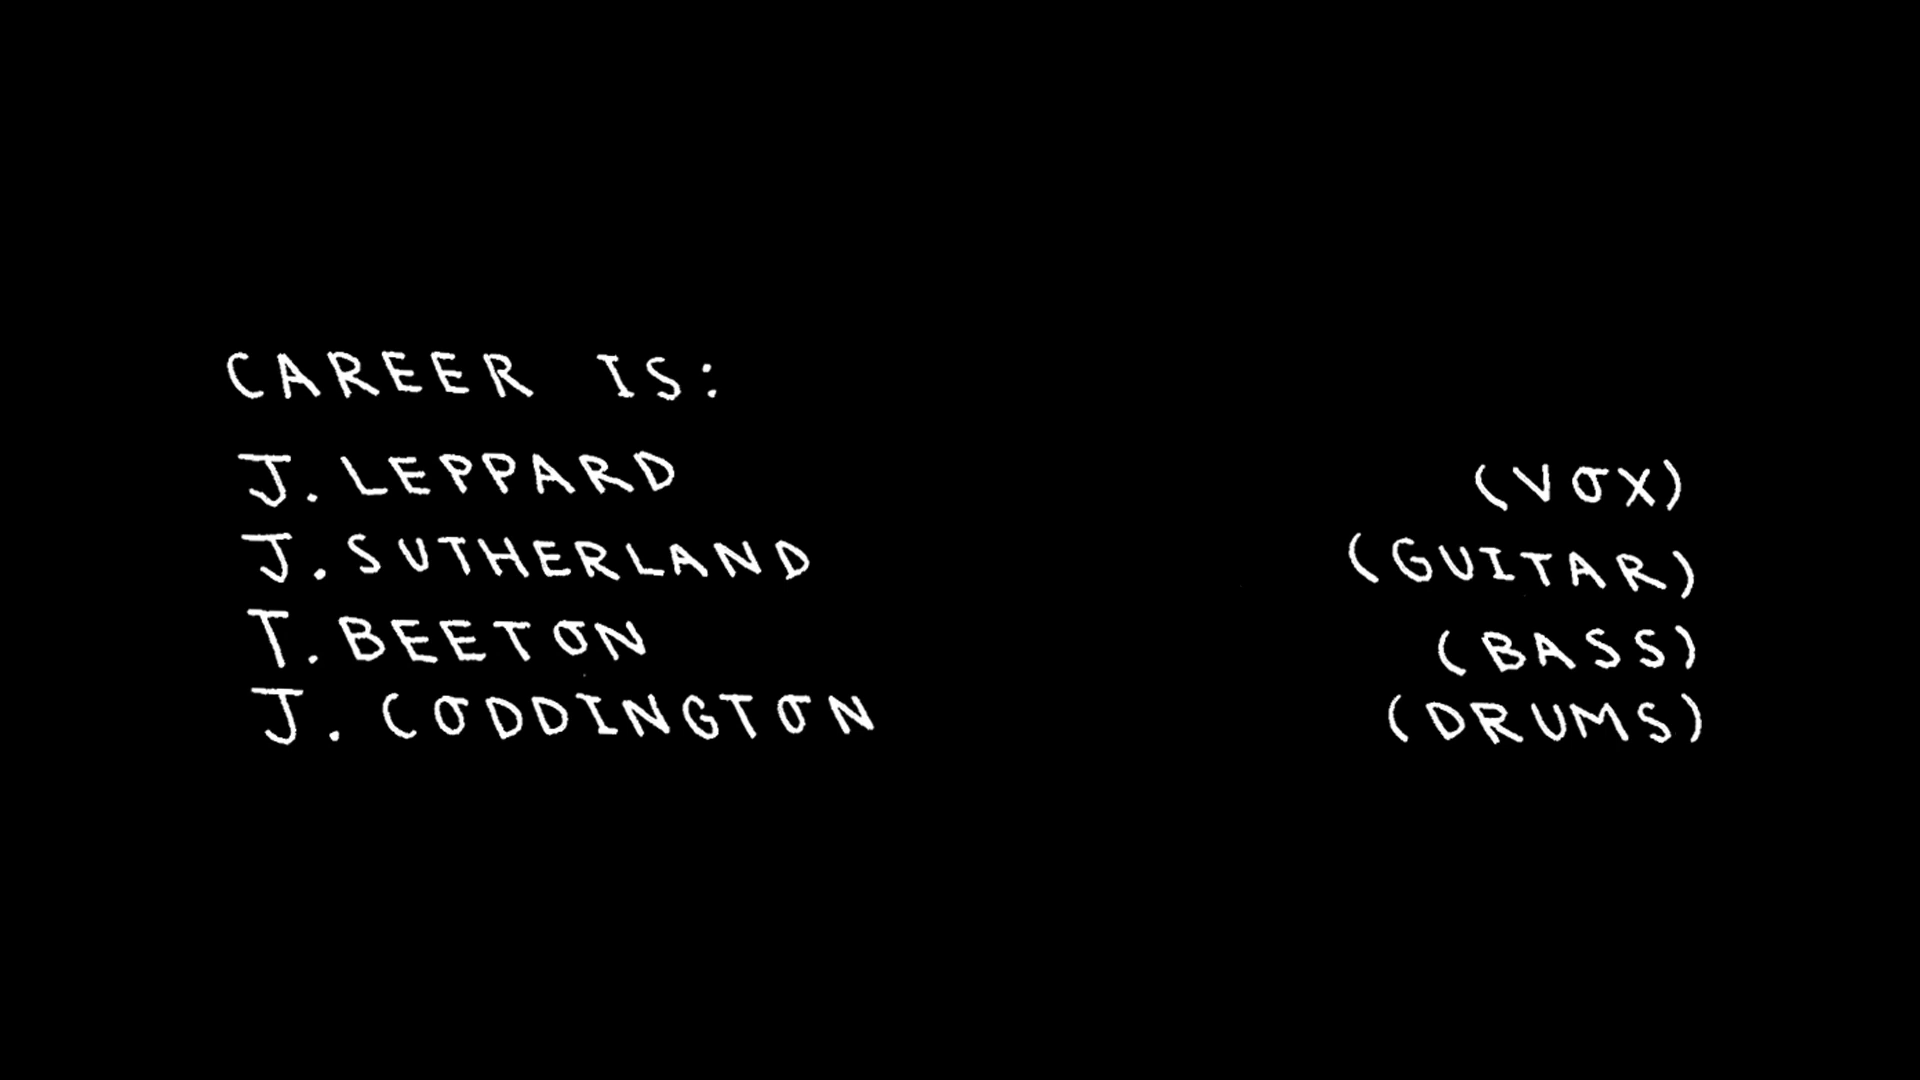 CAREER IS:
J. LEPPARD (VOX)
J. SUTHERLAND (GUITAR)
T. BEETON (BASS)
J. CODDINGTON (DRUMS)